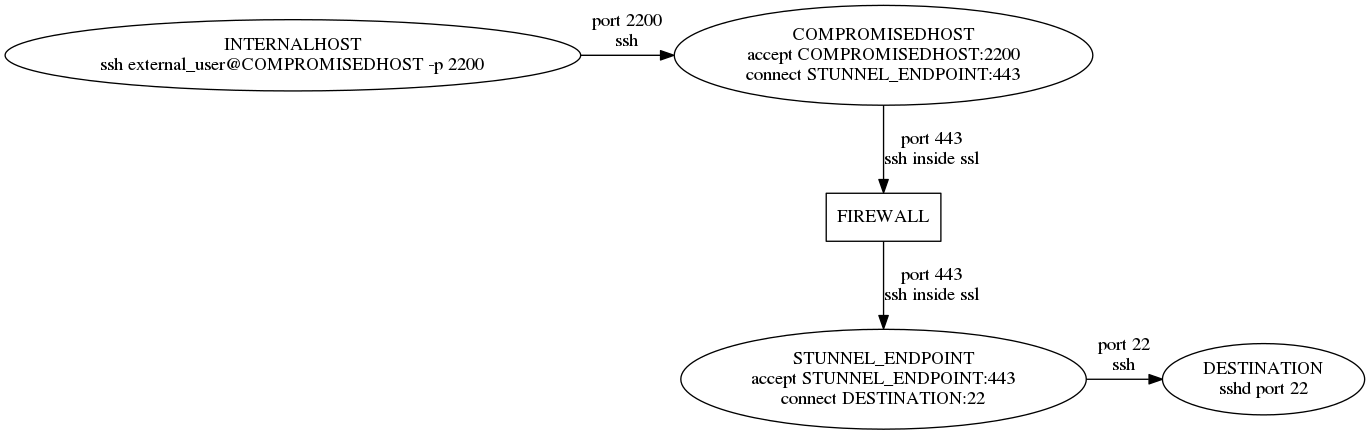 INTERNALHOST
ssh external_user@COMPROMISEDHOST -p 2200
port 2200
ssh
COMPROMISEDHOST
accept COMPROMISEDHOST:2200
connect STUNNEL_ENDPOINT:443
port 443
ssh inside ssl
FIREWALL
port 443
ssh inside ssl
STUNNEL_ENDPOINT
accept STUNNEL_ENDPOINT:443
connect DESTINATION:22
port 22
ssh
DESTINATION
sshd port 22